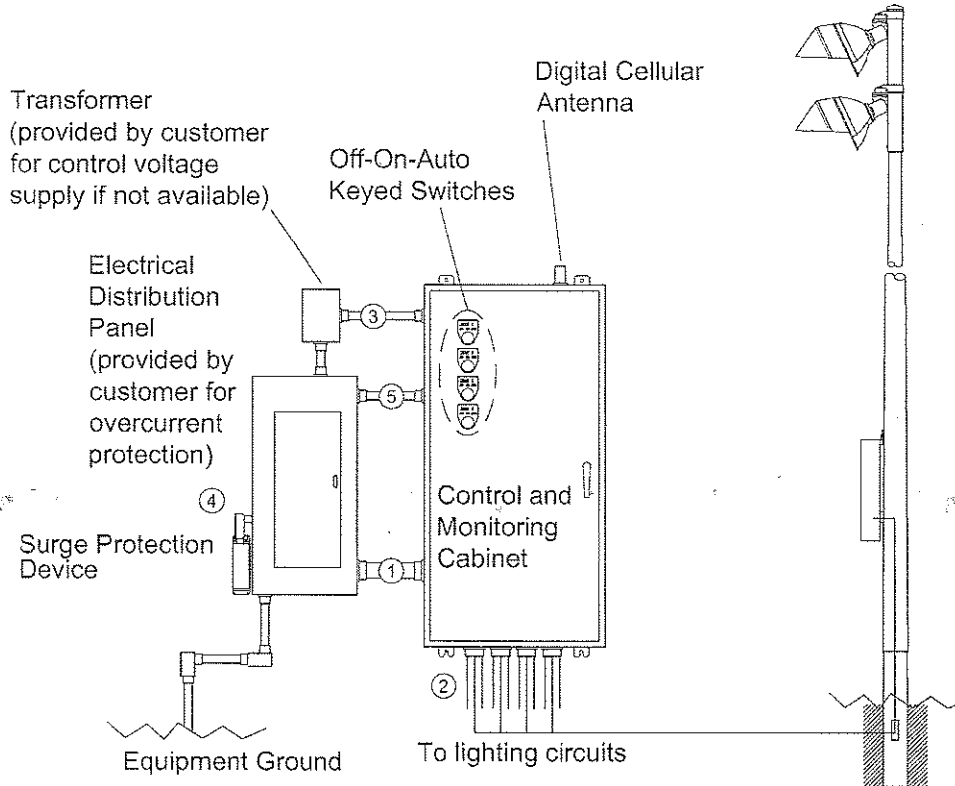 Transformer
(provided by customer
for control voltage
supply if not available)
Digital Cellular
Antenna
Off-On-Auto
Keyed Switches
Electrical
Distribution
Panel
(provided by
customer for
overcurrent
protection)
3
5
4
Surge Protection
Device
1
Control and
Monitoring
Cabinet
2
Equipment Ground
To lighting circuits